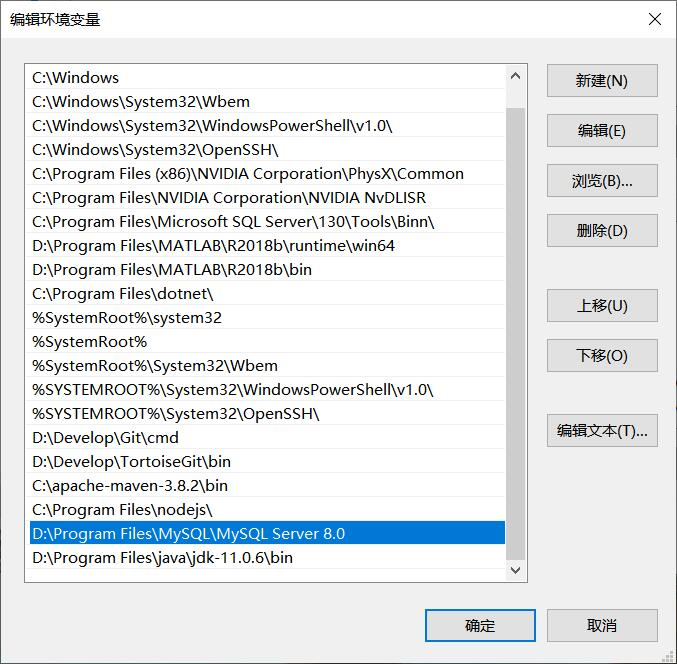 编辑环境变量
C:\Windows
C:\Windows\System32\Wbem
C:\Windows\System32\WindowsPowerShell\v1.0\
C:\Windows\System32\OpenSSH\
C:\Program Files (x86)\NVIDIA Corporation\PhysX\Common
C:\Program Files\NVIDIA Corporation\NVIDIA NvDLISR
C:\Program Files\Microsoft SQL Server\130\Tools\Binn\
D:\Program Files\MATLAB\R2018b\runtime\win64
D:\Program Files\MATLAB\R2018b\bin
C:\Program Files\dotnet\
%SystemRoot%\system32
%SystemRoot%
%SystemRoot%\System32\Wbem
%SYSTEMROOT%\System32\WindowsPowerShell\v1.0\
%SYSTEMROOT%\System32\OpenSSH\
D:\Develop\Git\cmd
D:\Develop\TortoiseGit\bin
C:\apache-maven-3.8.2\bin
C:\Program Files\nodejs\
D:\Program Files\MySQL\MySQL Server 8.0
D:\Program Files\java\jdk-11.0.6\bin
新建(N)
编辑(E)
浏览(B)...
删除(D)
上移(U)
下移(O)
编辑文本(T)...
确定
取消